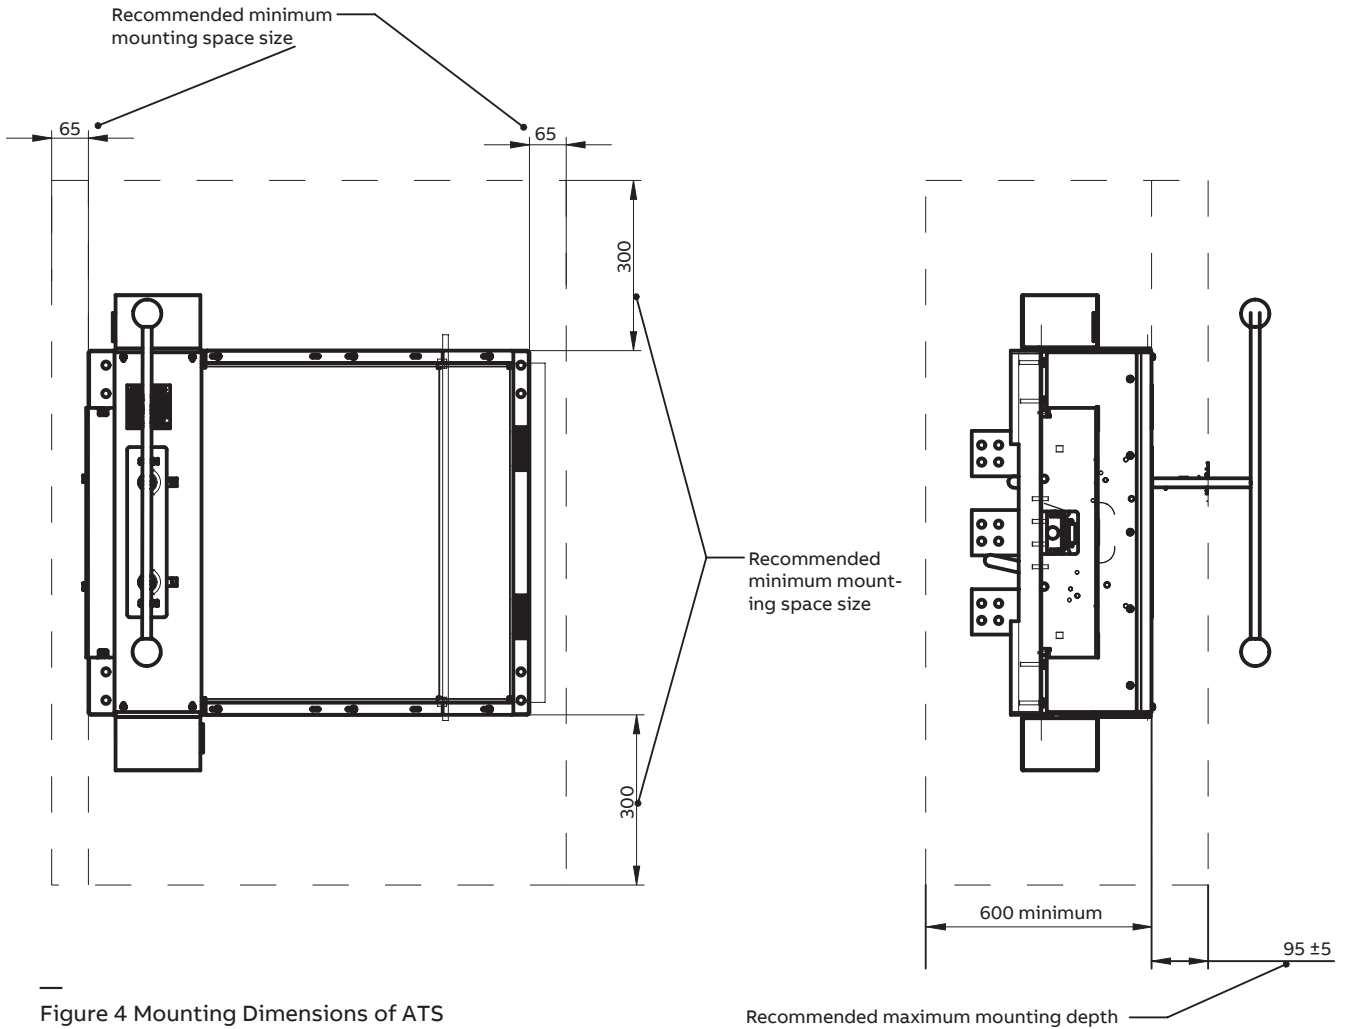 Recommended minimum
mounting space size
65
65
300
300
Recommended
minimum mount-
ing space size
600 minimum
95 ±5
Recommended maximum mounting depth
Figure 4 Mounting Dimensions of ATS